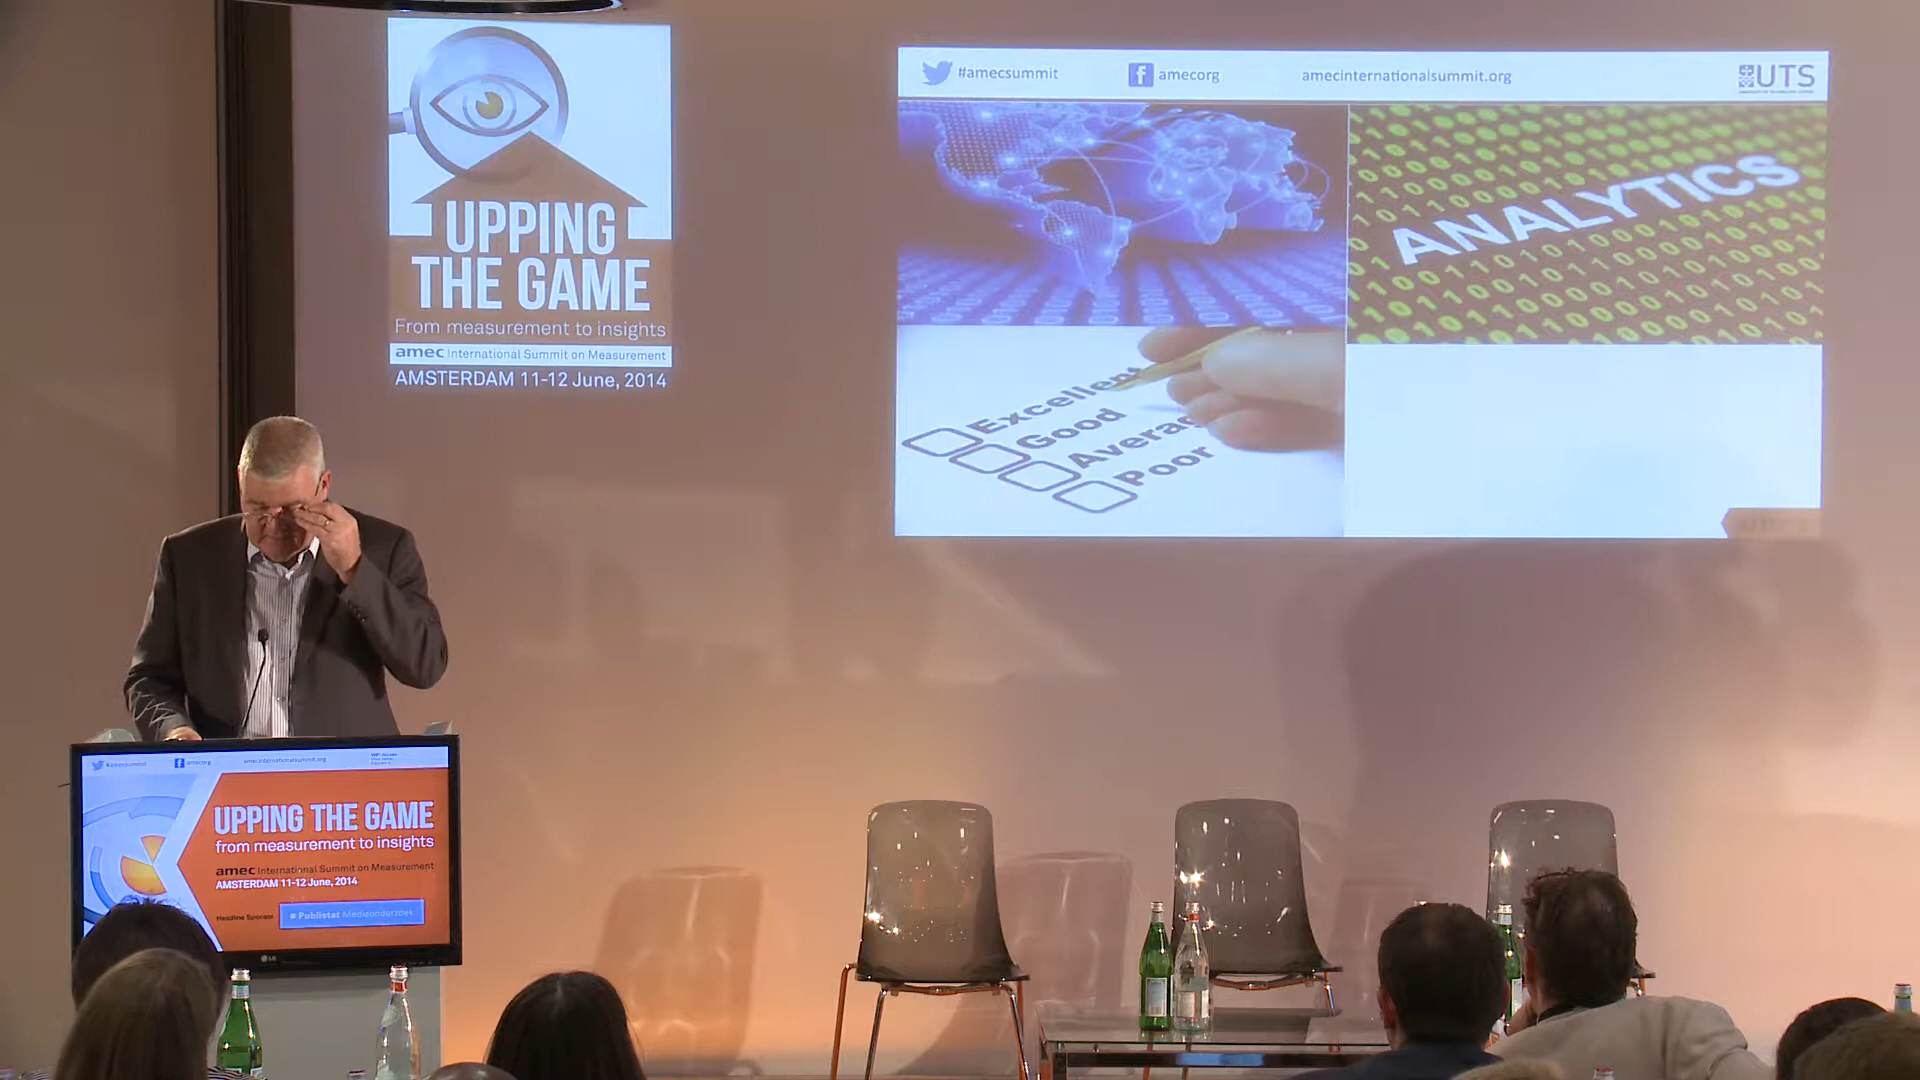 UPPING
THE GAME
From measurement to insights
amec International Summit on Measurement
AMSTERDAM 11-12 June, 2014
#amecsummit
amecorg
amecinternationalsummit.org
UTS
ANALYTICS
Excellent
Good
Averag
Poor
#amecsummit
amecorg
amecinternationalsummit.org
UPPING THE GAME
from measurement to insights
amec International Summit on Measurement
AMSTERDAM 11-12 June, 2014
Headline Sponsor
Publistat Mediaonderzoek
LG